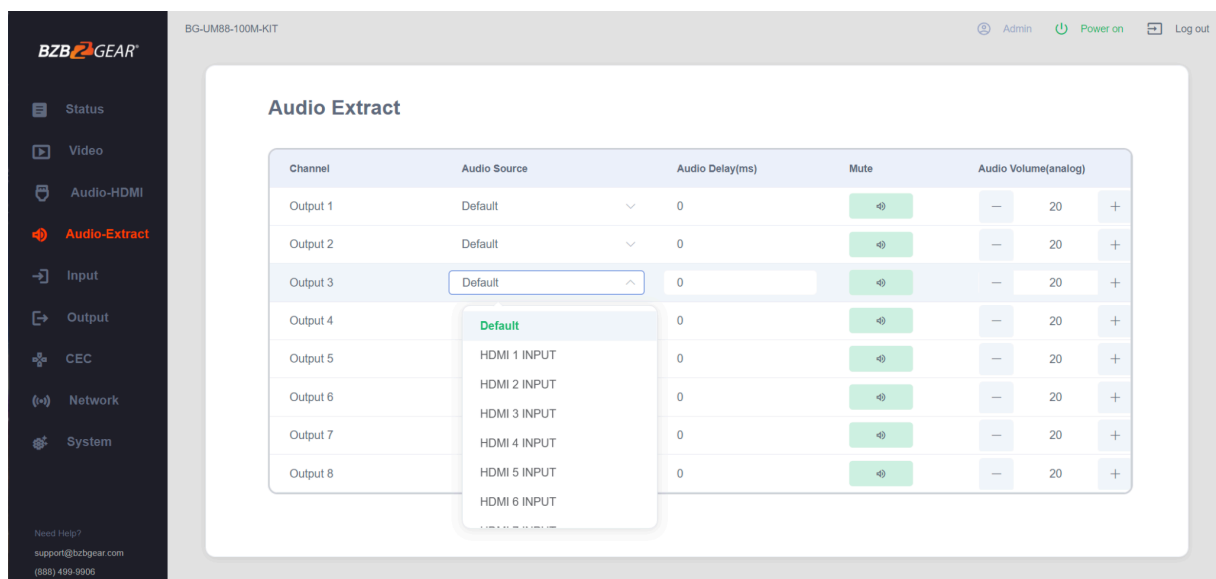 BG-UM88-100M-KIT
Admin
Power on
Log out
BZBGEAR®
Status
Video
Audio-HDMI
Audio-Extract
Input
Output
CEC
Network
System
Need Help?
support@bzbgear.com
(888) 499-9906
Audio Extract
Channel Audio Source Audio Delay(ms) Mute Audio Volume(analog)
Output 1 Default 0 — 20 +
Output 2 Default 0 — 20 +
Output 3 Default 0 — 20 +
Output 4 0 — 20 +
Output 5 0 — 20 +
Output 6 0 — 20 +
Output 7 0 — 20 +
Output 8 0 — 20 +
Default
HDMI 1 INPUT
HDMI 2 INPUT
HDMI 3 INPUT
HDMI 4 INPUT
HDMI 5 INPUT
HDMI 6 INPUT